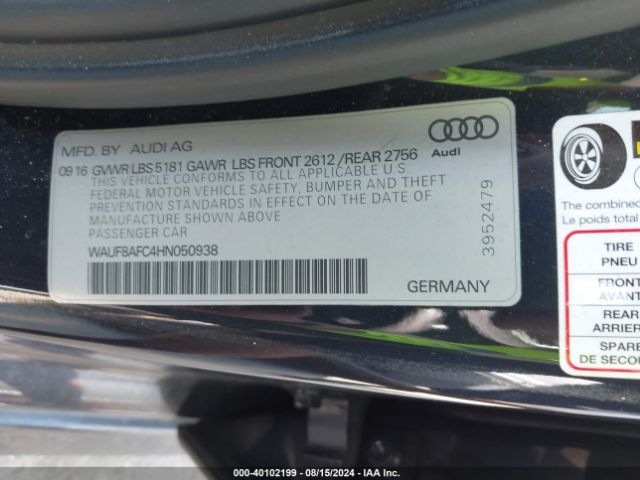 MFD. BY AUDI AG
Audi
09 16 GVWR LBS 5181 GAWR LBS FRONT 2612 /REAR 2756
THIS VEHICLE CONFORMS TO ALL APPLICABLE U.S.
FEDERAL MOTOR VEHICLE SAFETY, BUMPER AND THEFT
PREVENTION STANDARDS IN EFFECT ON THE DATE OF
MANUFACTURING SHOWN ABOVE
PASSENGER CAR
WAUF8AFC4HN050938
3952479
GERMANY
The combined
Le poids total
TIRE
PNEU
FRONT
AVANT
REAR
ARRIER
SPARE
DE SECOU
000-40102199 - 08/15/2024 - IAA Inc.